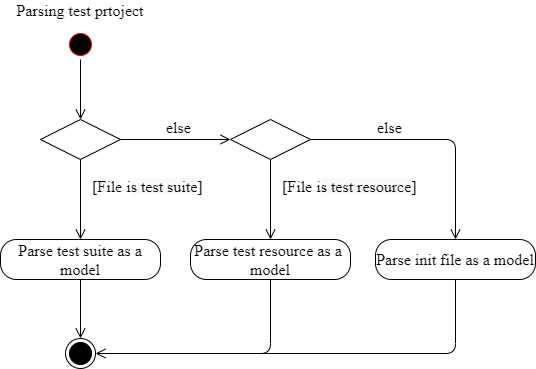 Parsing test prtoject
else
else
[File is test suite]
[File is test resource]
Parse test suite as a
model
Parse test resource as a
model
Parse init file as a model